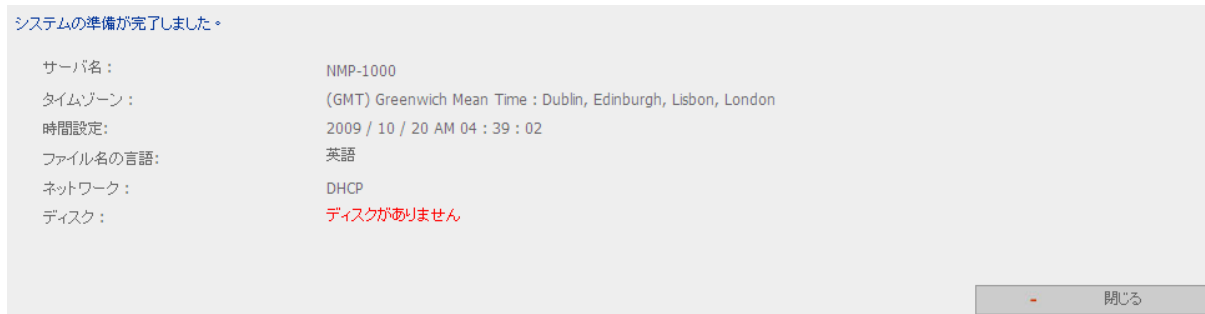 システムの準備が完了しました。
サーバ名： NMP-1000
タイムゾーン： (GMT) Greenwich Mean Time : Dublin, Edinburgh, Lisbon, London
時間設定: 2009 / 10 / 20 AM 04 : 39 : 02
ファイル名の言語: 英語
ネットワーク： DHCP
ディスク： ディスクがありません
- 閉じる